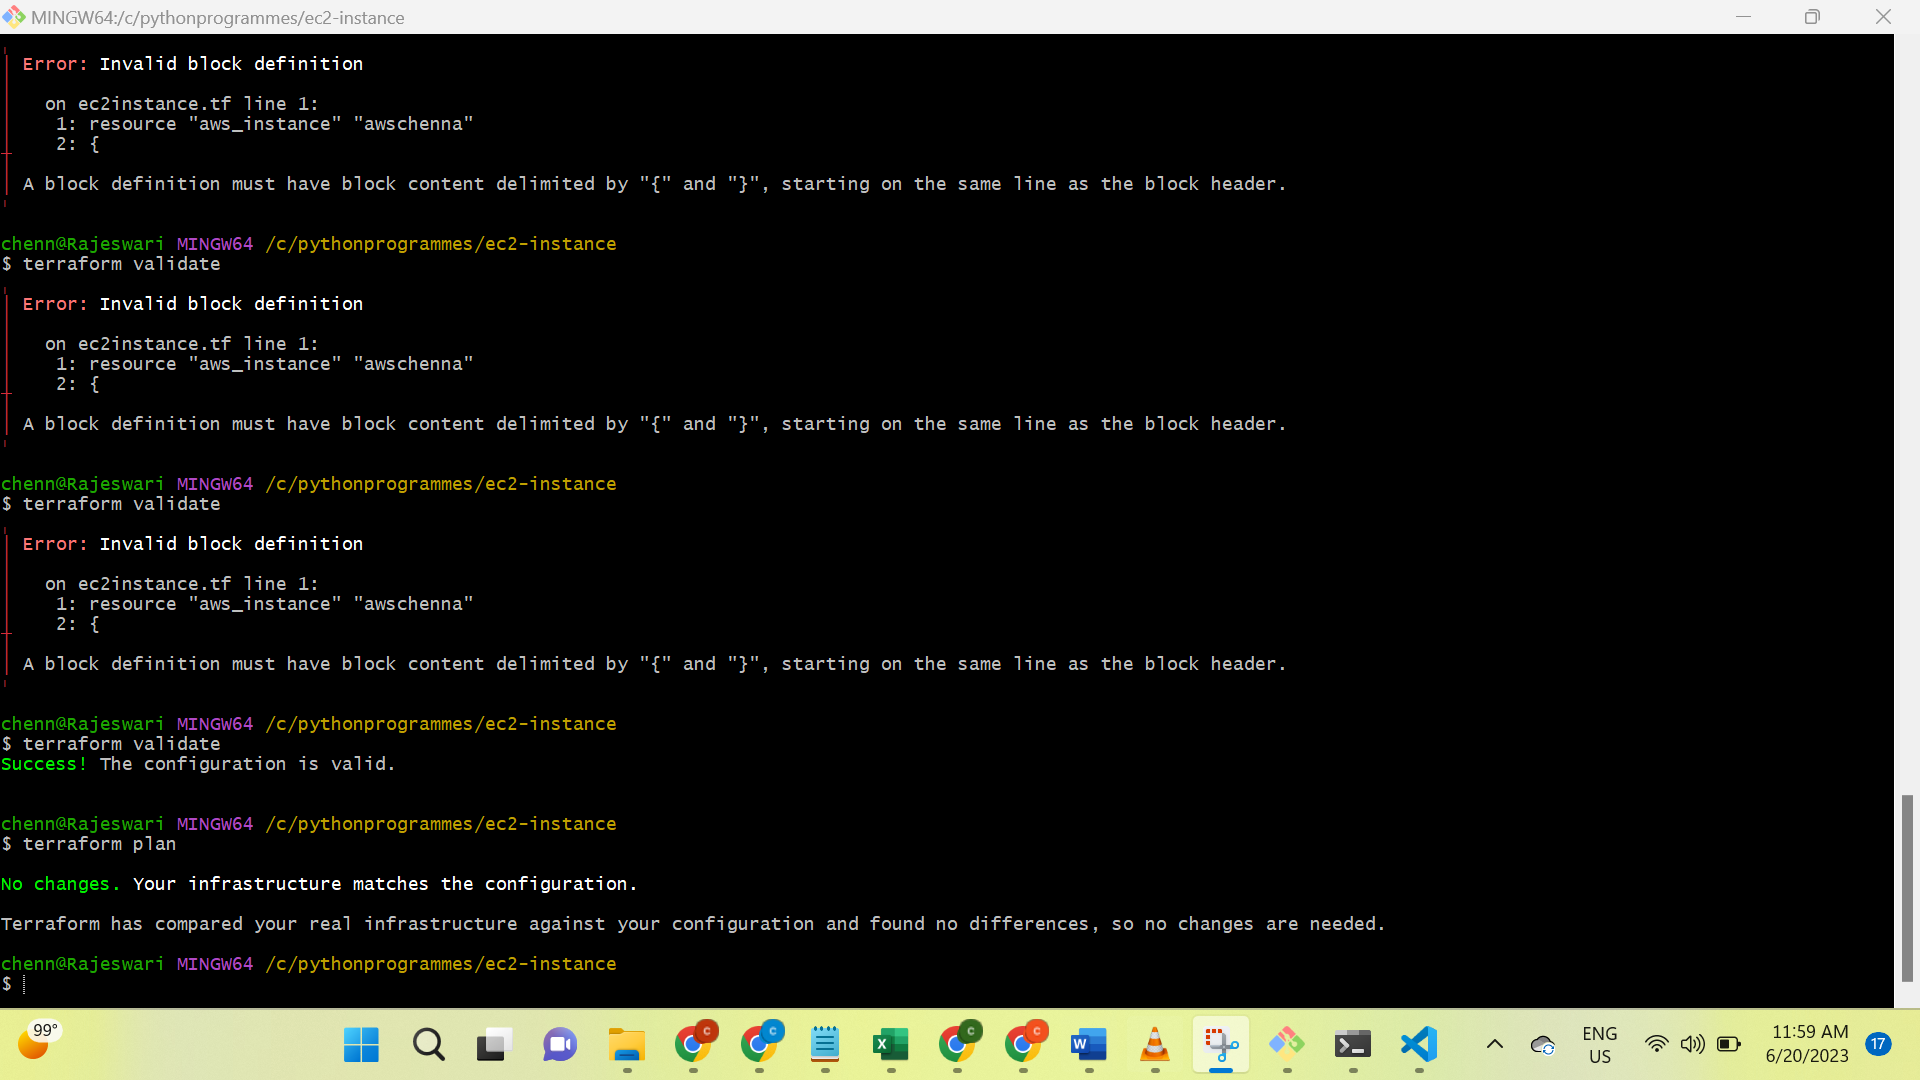 MINGW64:/c/pythonprogrammes/ec2-instance
Error: Invalid block definition
on ec2instance.tf line 1:
1: resource "aws_instance" "awschenna"
2: {
A block definition must have block content delimited by "{" and "}", starting on the same line as the block header.
chenn@Rajeswari MINGW64 /c/pythonprogrammes/ec2-instance
$ terraform validate
Error: Invalid block definition
on ec2instance.tf line 1:
1: resource "aws_instance" "awschenna"
2: {
A block definition must have block content delimited by "{" and "}", starting on the same line as the block header.
chenn@Rajeswari MINGW64 /c/pythonprogrammes/ec2-instance
$ terraform validate
Error: Invalid block definition
on ec2instance.tf line 1:
1: resource "aws_instance" "awschenna"
2: {
A block definition must have block content delimited by "{" and "}", starting on the same line as the block header.
chenn@Rajeswari MINGW64 /c/pythonprogrammes/ec2-instance
$ terraform validate
Success! The configuration is valid.
chenn@Rajeswari MINGW64 /c/pythonprogrammes/ec2-instance
$ terraform plan
No changes. Your infrastructure matches the configuration.
Terraform has compared your real infrastructure against your configuration and found no differences, so no changes are needed.
chenn@Rajeswari MINGW64 /c/pythonprogrammes/ec2-instance
$
99°
C
C
X
C
C
W
ENG
US
11:59 AM
6/20/2023
17